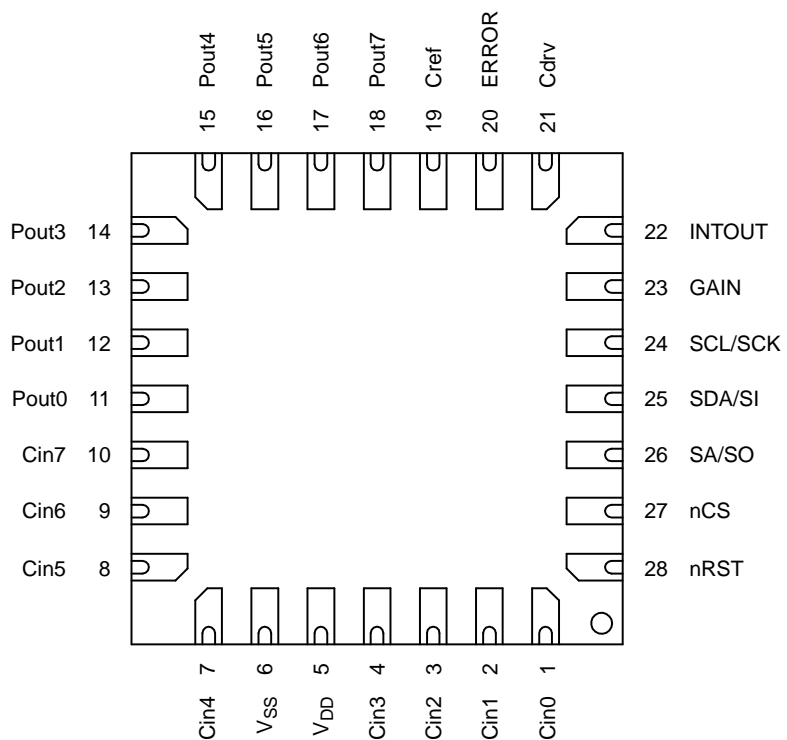 Pout4
Pout5
Pout6
Pout7
Cref
ERROR
Cdrv
15
16
17
18
19
20
21
Pout3 14
22 INTOUT
Pout2 13
23 GAIN
Pout1 12
24 SCL/SCK
Pout0 11
25 SDA/SI
Cin7 10
26 SA/SO
Cin6 9
27 nCS
Cin5 8
28 nRST
7
6
5
4
3
2
1
Cin4
VSS
VDD
Cin3
Cin2
Cin1
Cin0